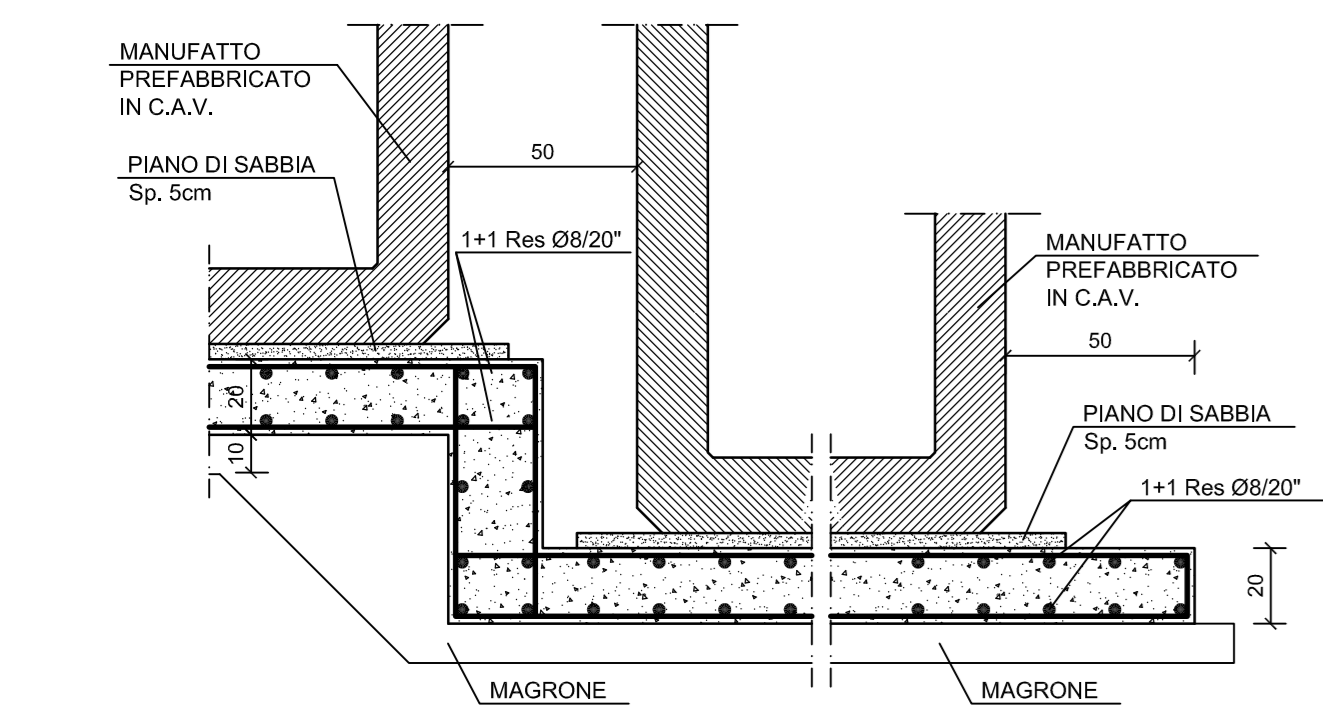 MANUFATTO
PREFABBRICATO
IN C.A.V.
PIANO DI SABBIA
Sp. 5cm
50
1+1 Res Ø8/20"
MANUFATTO
PREFABBRICATO
IN C.A.V.
50
20
10
PIANO DI SABBIA
Sp. 5cm
1+1 Res Ø8/20"
20
MAGRONE
MAGRONE